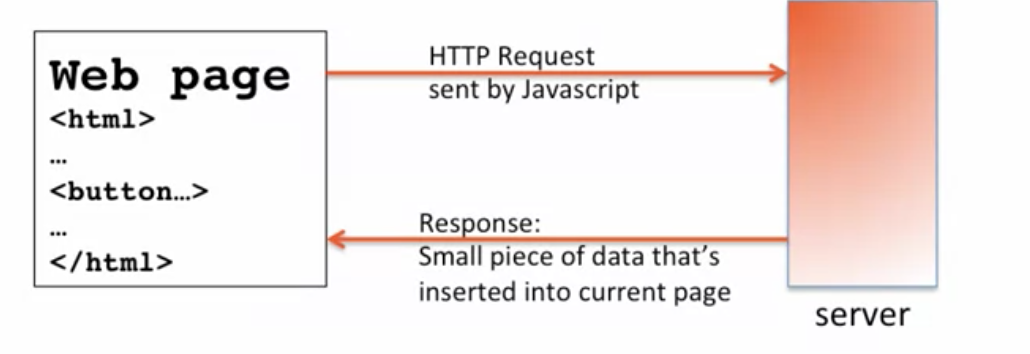 Web page
<html>
…
<button…>
…
</html>
HTTP Request
sent by Javascript
Response:
Small piece of data that’s
inserted into current page
server